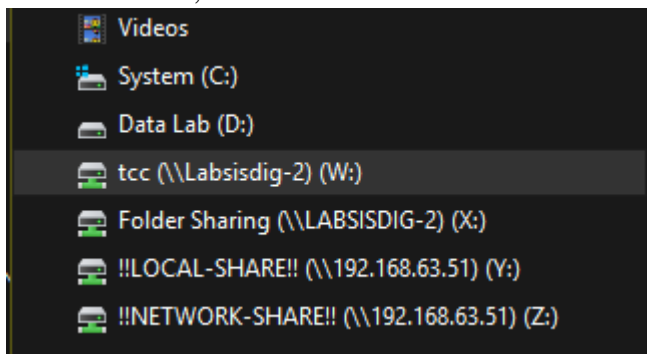 Videos
System (C:)
Data Lab (D:)
tcc (\\Labsisdig-2) (W:)
Folder Sharing (\\LABSISDIG-2) (X:)
!!LOCAL-SHARE!! (\\192.168.63.51) (Y:)
!!NETWORK-SHARE!! (\\192.168.63.51) (Z:)